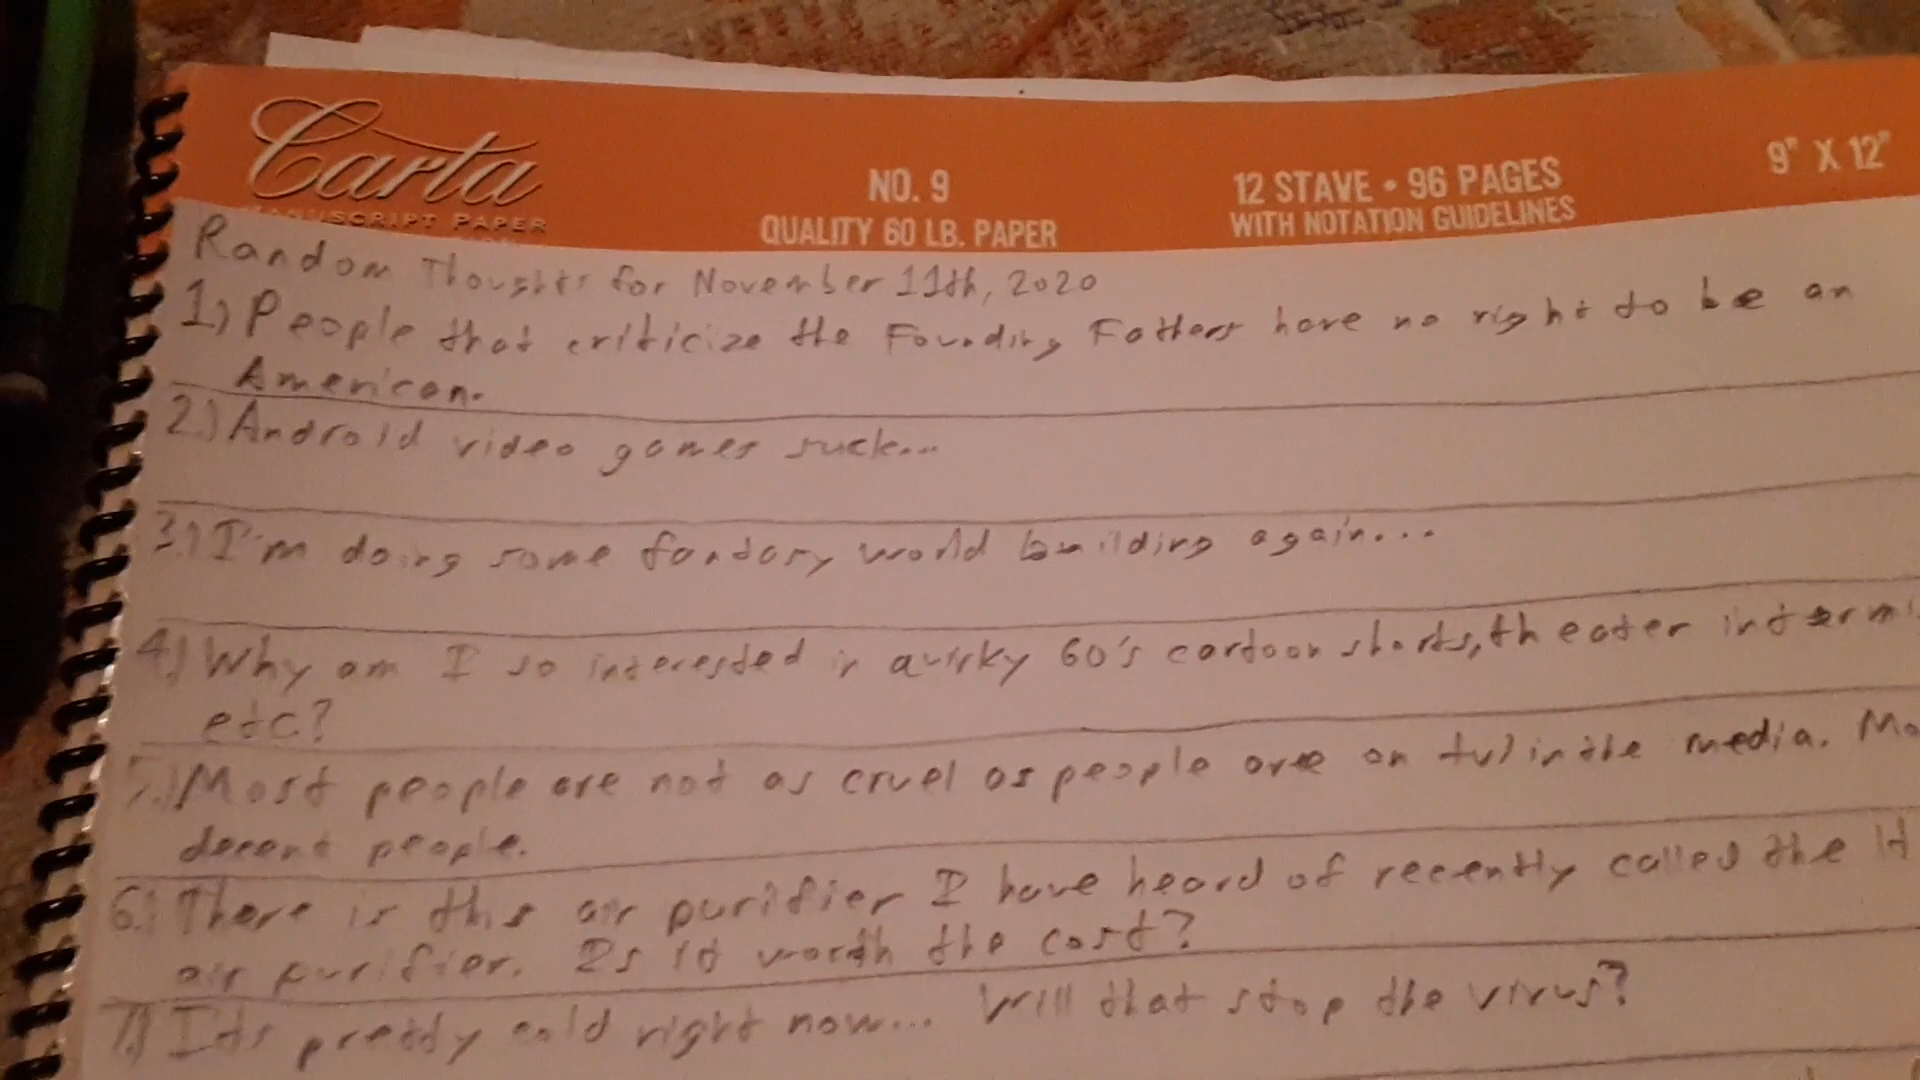 Carta
MANUSCRIPT PAPER
NO. 9
QUALITY 60 LB. PAPER
12 STAVE • 96 PAGES
WITH NOTATION GUIDELINES
9" X 12"
Random Thoughts for November 11th, 2020
1.) People that criticize the Founding Fathers have no right to be an
American.
2.) Android video games suck...
3.) I'm doing some fantasy world building again...
4.) Why am I so interested in quirky 60's cartoon shorts, theater intermi
etc?
5.) Most people are not as cruel as people are on tv/in the media. Mo
decent people.
6.) There is this air purifier I have heard of recently called the
air purifier. Is it worth the cost?
7.) It's pretty cold right now... Will that stop the virus?